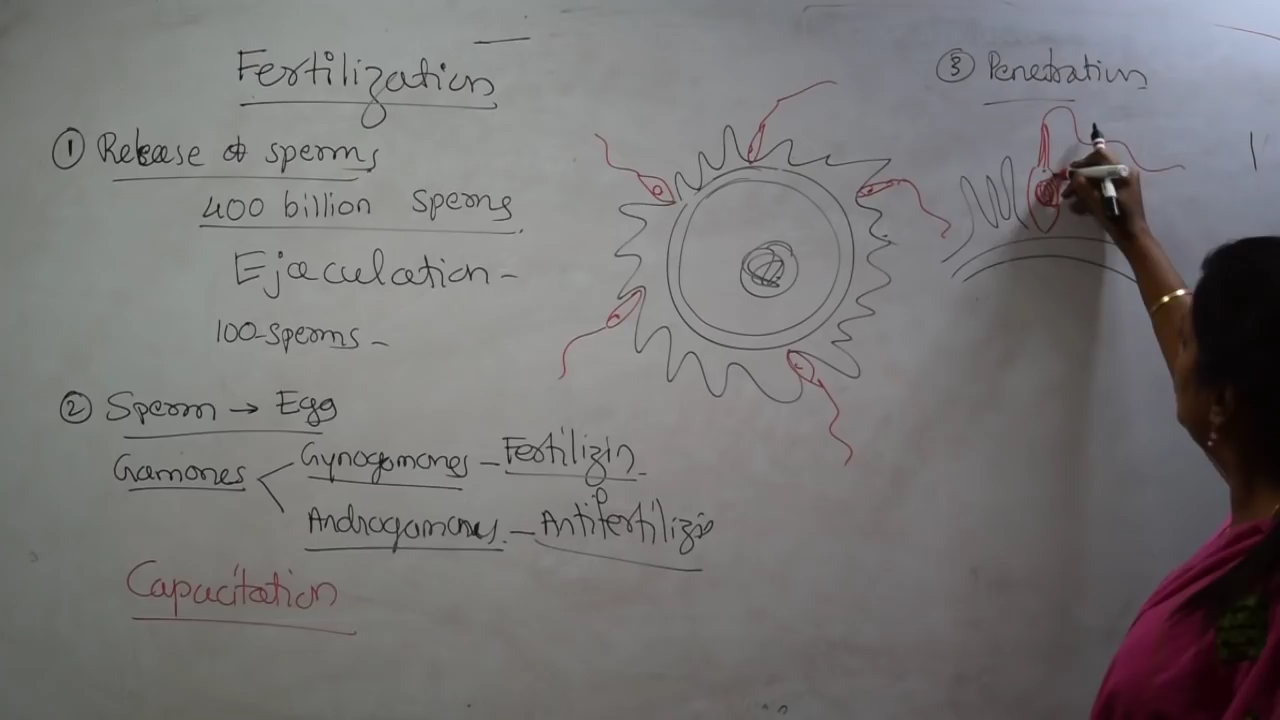 Fertilization
① Release of sperms
400 billion sperms
Ejaculation -
100-sperms -
② Sperm → Egg
Gamones
Gynogamones - Fertilizin
Androgamones. - Antifertilizin
Capacitation
③ Penetration